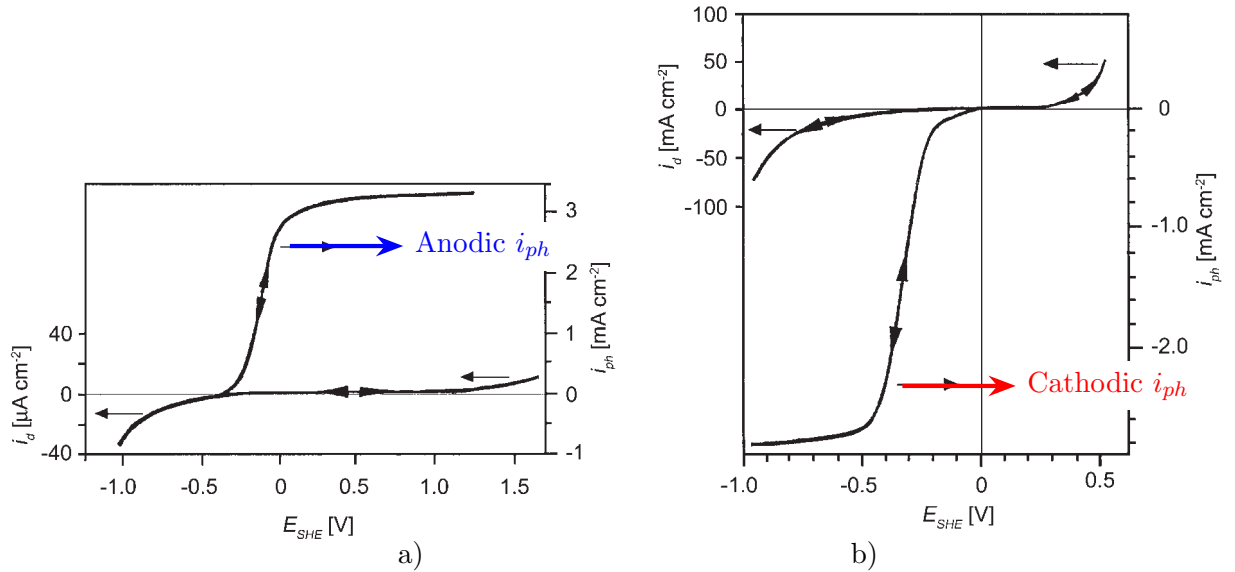 3
2
1
0
-1
40
0
-40
i_d [µA cm⁻²]
i_ph [mA cm⁻²]
Anodic i_ph
-1.0
-0.5
0
0.5
1.0
1.5
E_SHE [V]
a)
100
50
0
-50
-100
i_d [mA cm⁻²]
0
-1.0
-2.0
i_ph [mA cm⁻²]
Cathodic i_ph
-1.0
-0.5
0
0.5
E_SHE [V]
b)